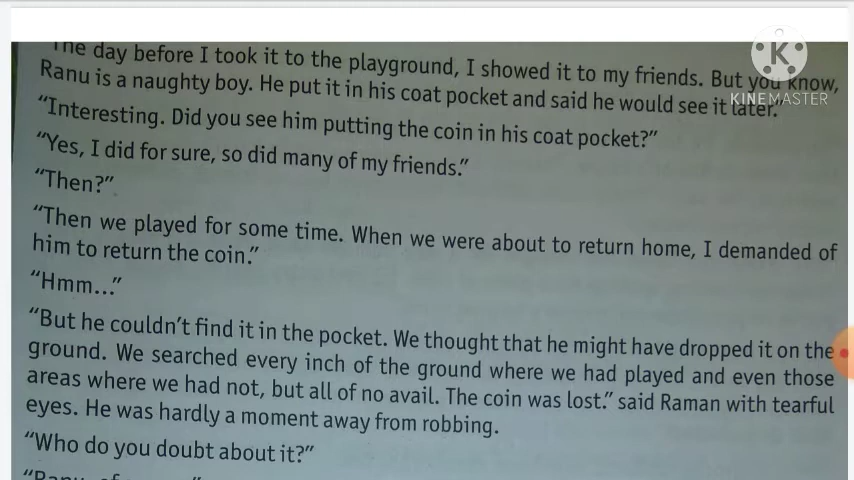 The day before I took it to the playground, I showed it to my friends. But you know,
Ranu is a naughty boy. He put it in his coat pocket and said he would see it later.
“Interesting. Did you see him putting the coin in his coat pocket?”
“Yes, I did for sure, so did many of my friends.”
“Then?”
“Then we played for some time. When we were about to return home, I demanded of
him to return the coin.”
“Hmm...”
“But he couldn’t find it in the pocket. We thought that he might have dropped it on the
ground. We searched every inch of the ground where we had played and even those
areas where we had not, but all of no avail. The coin was lost.” said Raman with tearful
eyes. He was hardly a moment away from robbing.
“Who do you doubt about it?”
K
KINEMASTER